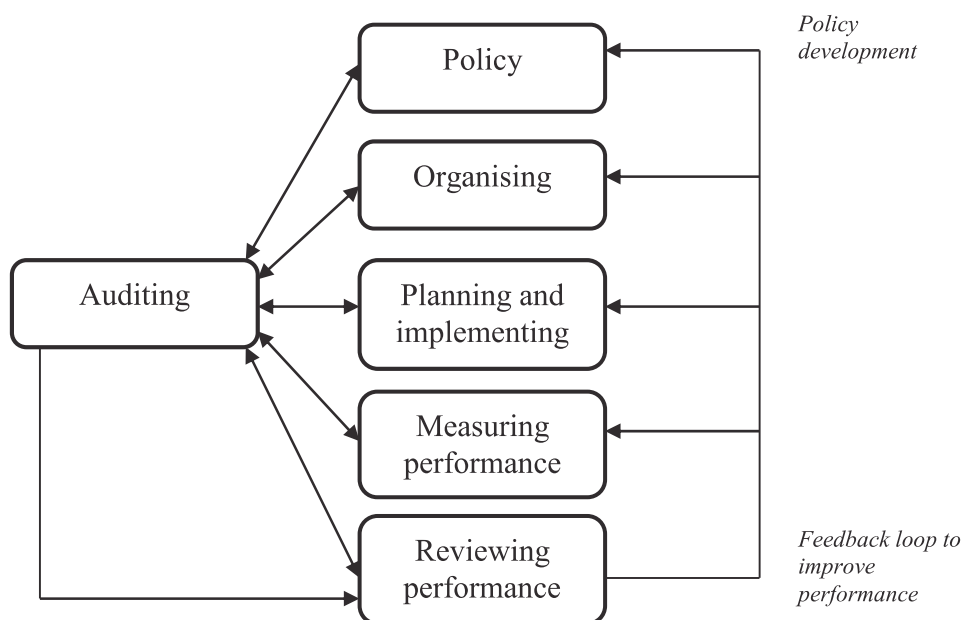 Policy
Policy
development
Organising
Auditing
Planning and
implementing
Measuring
performance
Reviewing
performance
Feedback loop to
improve
performance